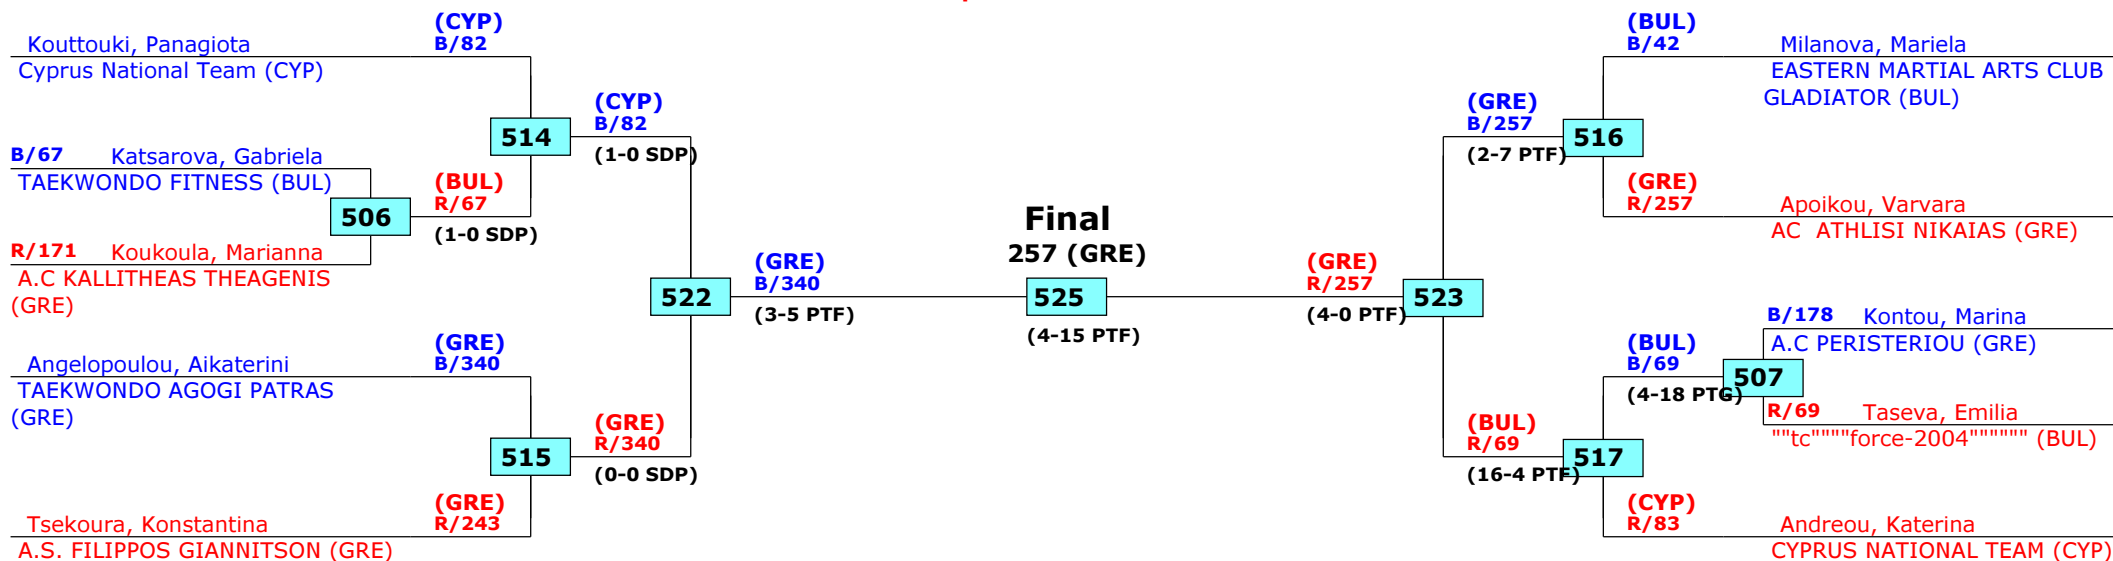 (CYP)
B/82
Kouttouki, Panagiota
Cyprus National Team (CYP)
514
(CYP)
B/82
(1-0 SDP)
B/67 Katsarova, Gabriela
TAEKWONDO FITNESS (BUL)
506
(BUL)
R/67
(1-0 SDP)
R/171 Koukoula, Marianna
A.C KALLITHEAS THEAGENIS
(GRE)
522
(GRE)
B/340
(3-5 PTF)
(GRE)
B/340
Angelopoulou, Aikaterini
TAEKWONDO AGOGI PATRAS
(GRE)
515
(GRE)
R/340
(0-0 SDP)
(GRE)
R/243
Tsekoura, Konstantina
A.S. FILIPPOS GIANNITSON (GRE)
Final
257 (GRE)
525
(4-15 PTF)
(GRE)
R/257
(4-0 PTF)
523
(GRE)
B/257
(2-7 PTF)
516
(BUL)
B/42
Milanova, Mariela
EASTERN MARTIAL ARTS CLUB
GLADIATOR (BUL)
(GRE)
R/257
Apoikou, Varvara
AC ATHLISI NIKAIAS (GRE)
B/178 Kontou, Marina
A.C PERISTERIOU (GRE)
(BUL)
B/69
(4-18 PTG)
507
R/69 Taseva, Emilia
""tc""""force-2004"""""" (BUL)
(BUL)
R/69
(16-4 PTF)
517
(CYP)
R/83
Andreou, Katerina
CYPRUS NATIONAL TEAM (CYP)